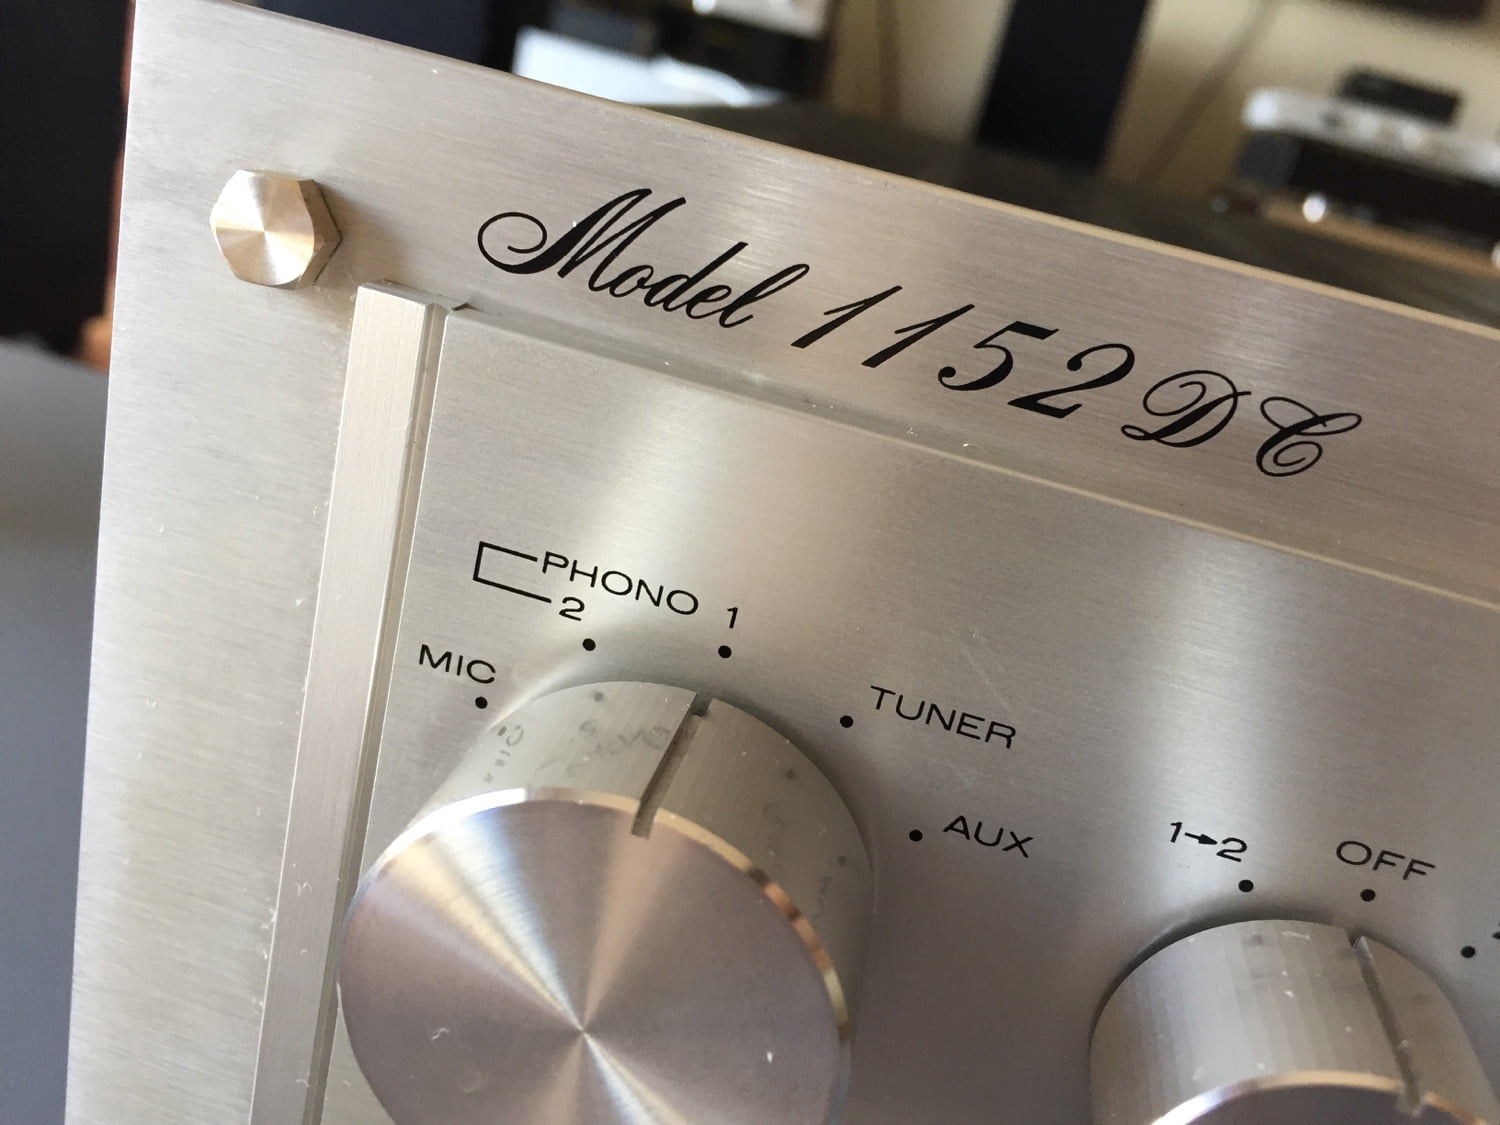 Model 1152DC
PHONO 1
2
MIC
TUNER
AUX
1→2
OFF